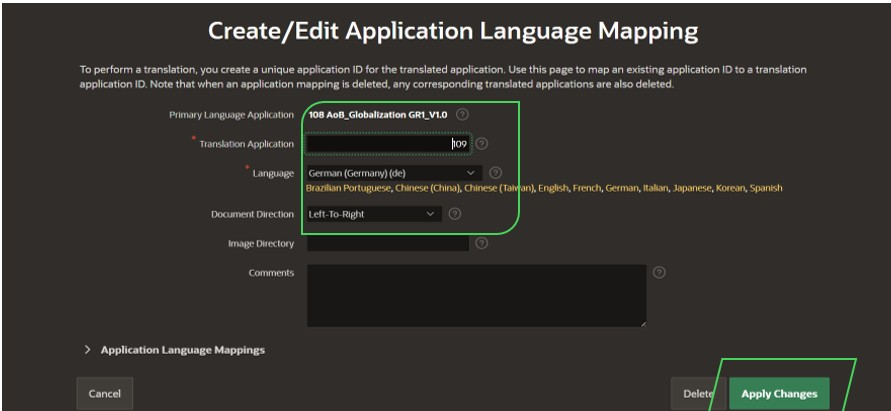 Create/Edit Application Language Mapping
To perform a translation, you create a unique application ID for the translated application. Use this page to map an existing application ID to a translation
application ID. Note that when an application mapping is deleted, any corresponding translated applications are also deleted.
Primary Language Application 108 AoB_Globalization GR1_V1.0 ?
* Translation Application 109 ?
* Language German (Germany) (de) ?
Brazilian Portuguese, Chinese (China), Chinese (Taiwan), English, French, German, Italian, Japanese, Korean, Spanish
Document Direction Left-To-Right ?
Image Directory ?
Comments ?
Application Language Mappings
Cancel Delete Apply Changes